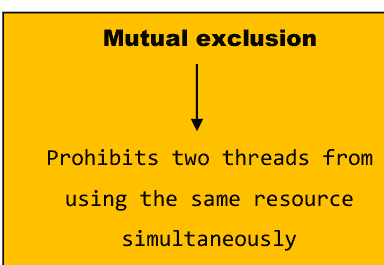 Mutual exclusion
Prohibits two threads from
using the same resource
simultaneously